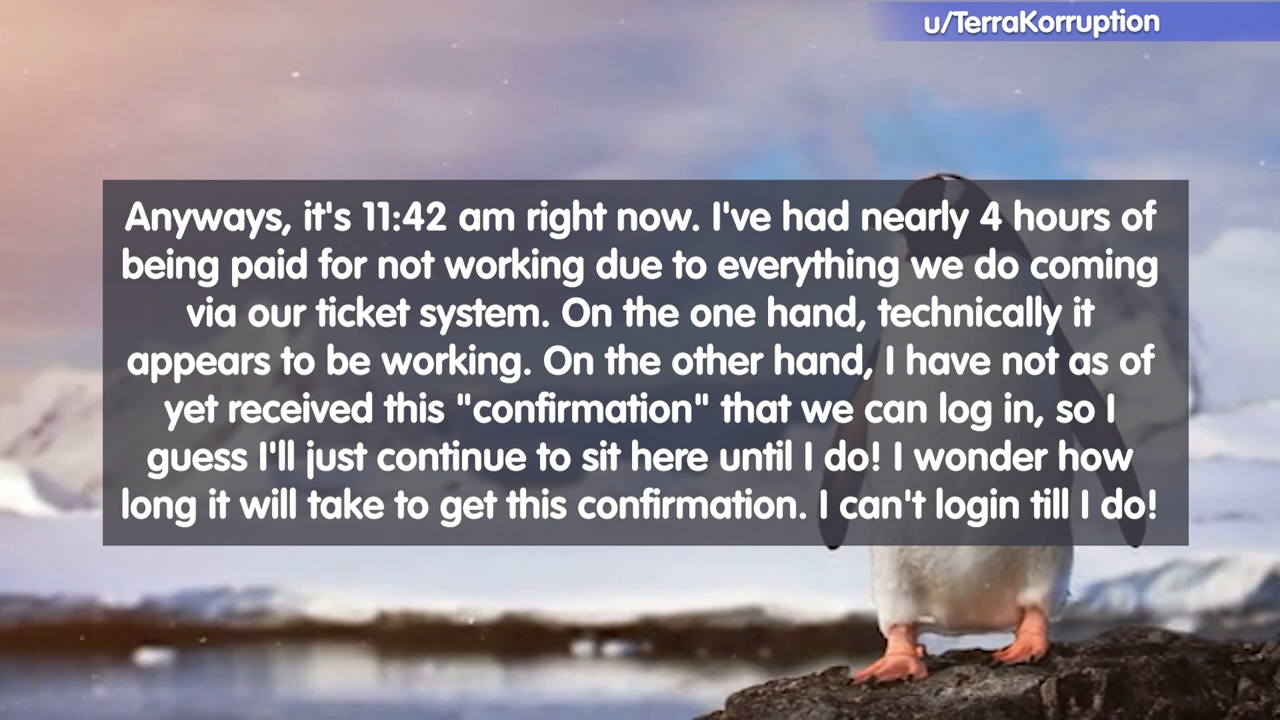 u/TerraKorruption
Anyways, it's 11:42 am right now. I've had nearly 4 hours of
being paid for not working due to everything we do coming
via our ticket system. On the one hand, technically it
appears to be working. On the other hand, I have not as of
yet received this "confirmation" that we can log in, so I
guess I'll just continue to sit here until I do! I wonder how
long it will take to get this confirmation. I can't login till I do!